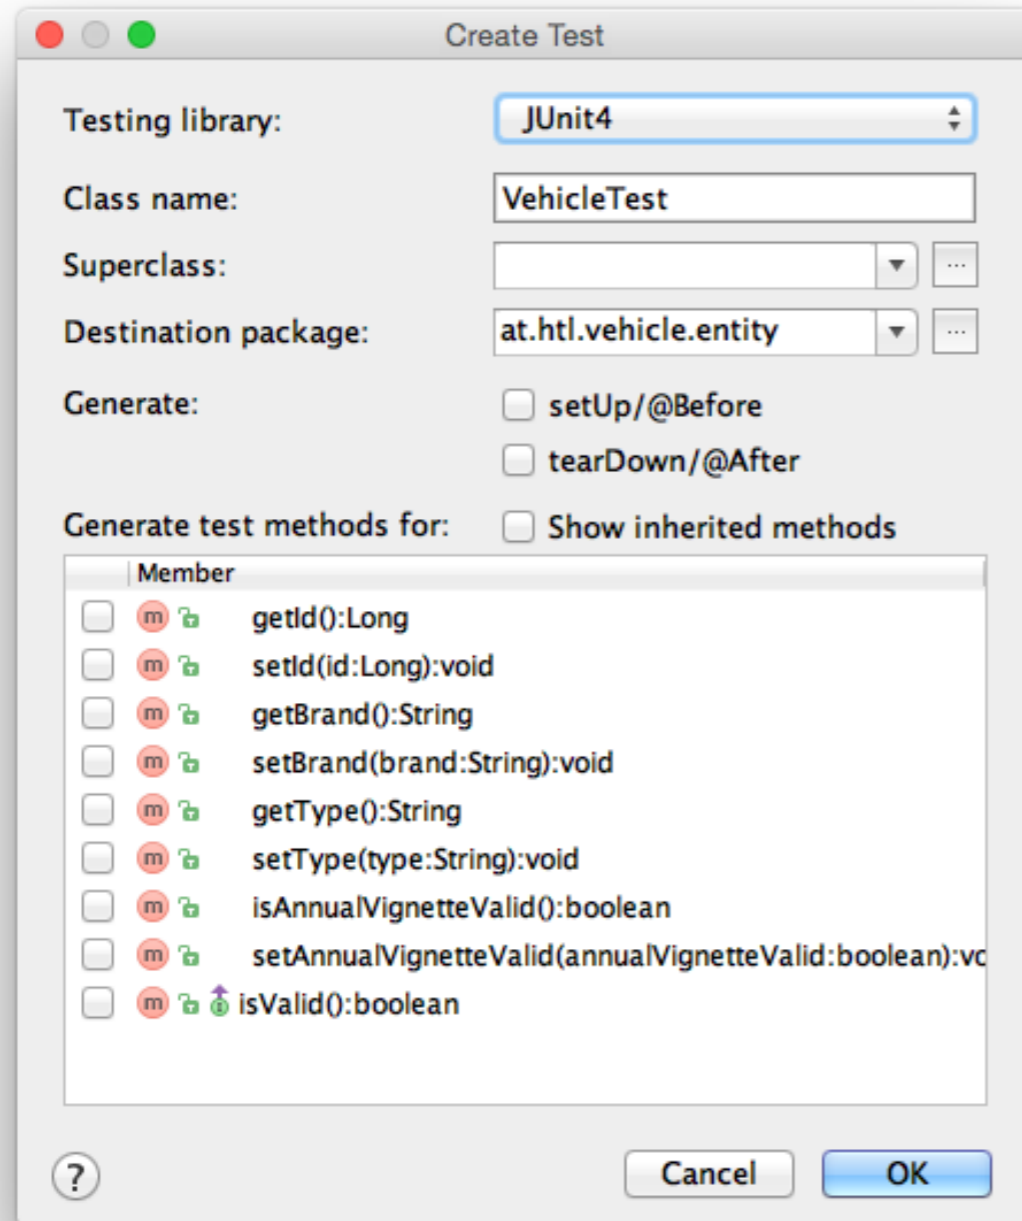 Create Test
Testing library: JUnit4
Class name: VehicleTest
Superclass: ...
Destination package: at.htl.vehicle.entity ...
Generate: setUp/@Before
tearDown/@After
Generate test methods for: Show inherited methods
Member
m getId():Long
m setId(id:Long):void
m getBrand():String
m setBrand(brand:String):void
m getType():String
m setType(type:String):void
m isAnnualVignetteValid():boolean
m setAnnualVignetteValid(annualVignetteValid:boolean):vo
m isValid():boolean
? Cancel OK